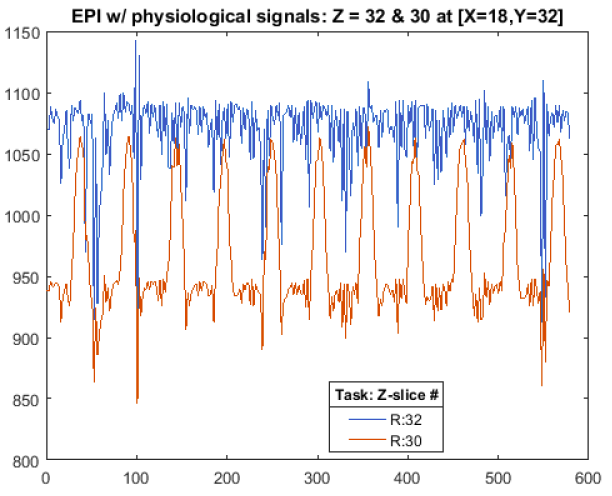 EPI w/ physiological signals: Z = 32 & 30 at [X=18,Y=32]
1150
1100
1050
1000
950
900
850
800
Task: Z-slice #
R:32
R:30
0 100 200 300 400 500 600